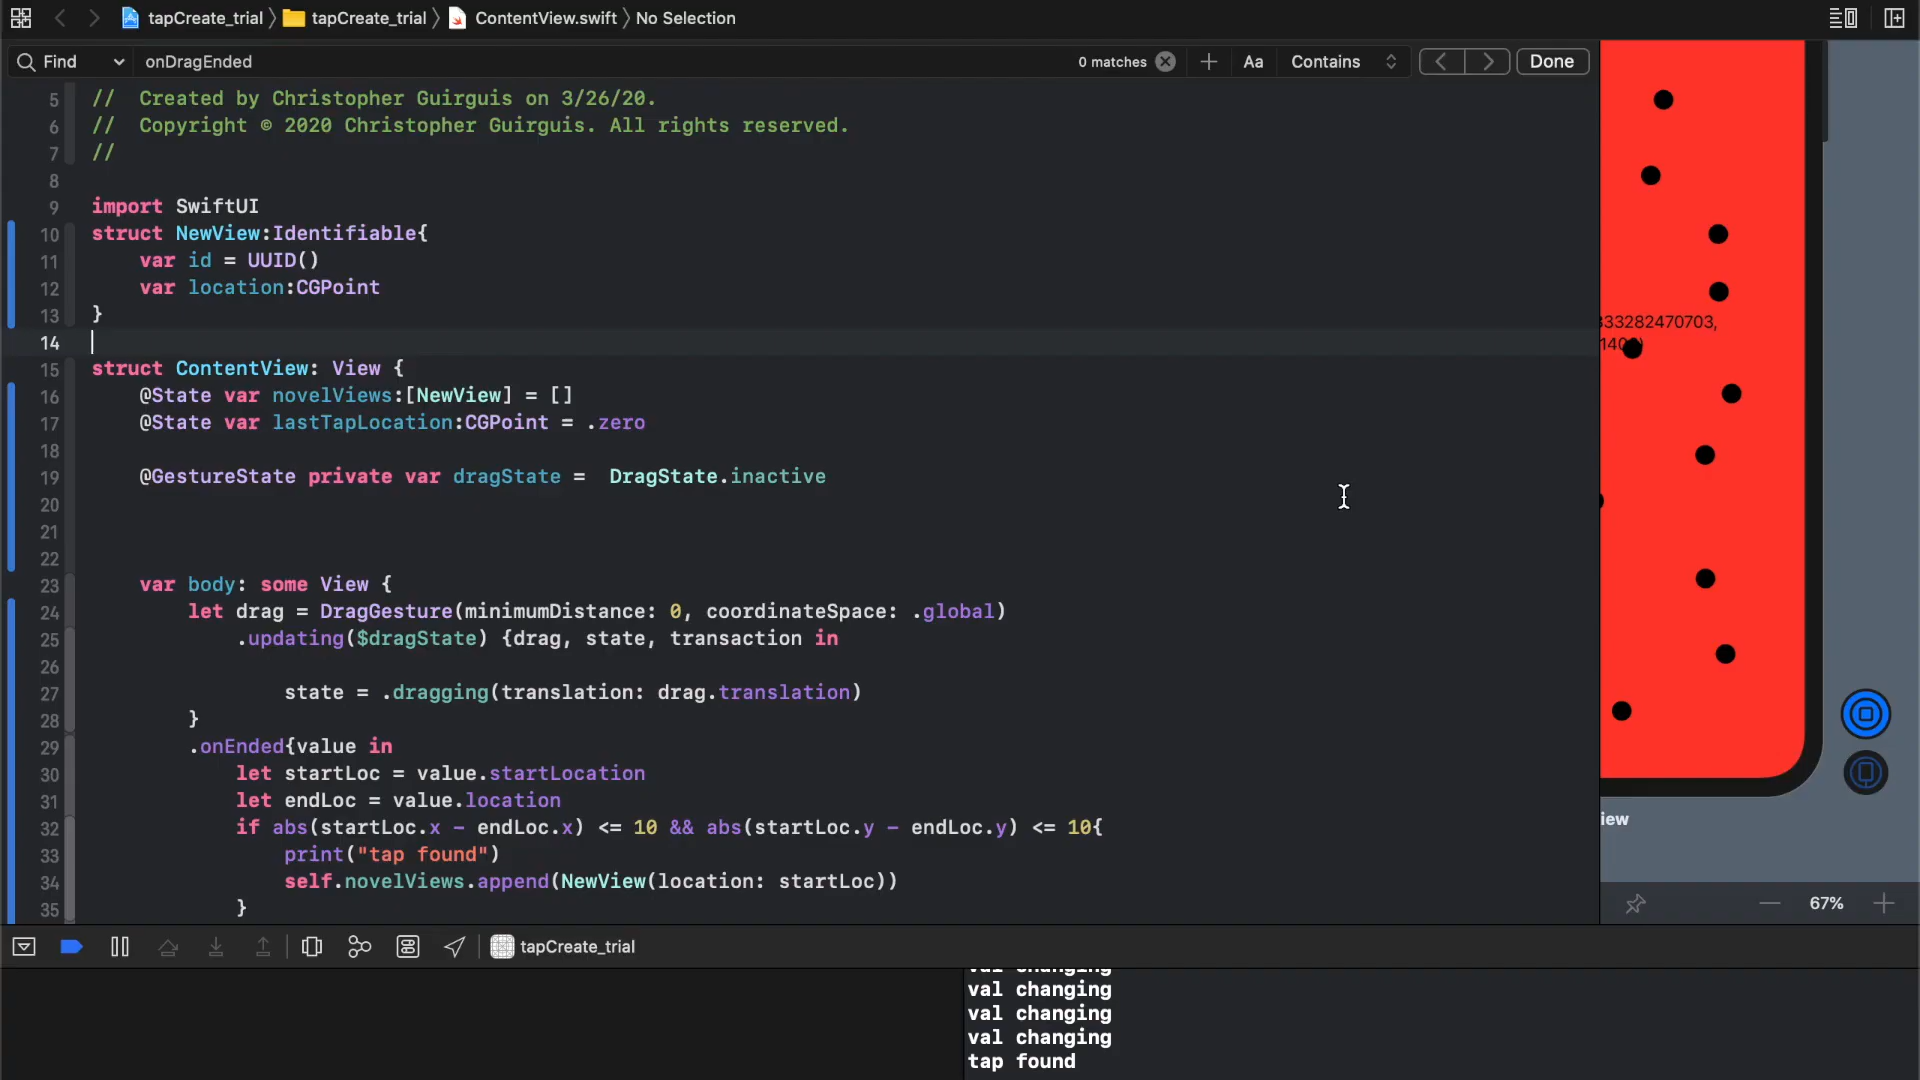 tapCreate_trial tapCreate_trial ContentView.swift No Selection
Find onDragEnded 0 matches Aa Contains Done
5 //  Created by Christopher Guirguis on 3/26/20.
6 //  Copyright © 2020 Christopher Guirguis. All rights reserved.
7 //
8
9 import SwiftUI
10 struct NewView:Identifiable{
11     var id = UUID()
12     var location:CGPoint
13 }
14
15 struct ContentView: View {
16     @State var novelViews:[NewView] = []
17     @State var lastTapLocation:CGPoint = .zero
18
19     @GestureState private var dragState =  DragState.inactive
20
21
22
23     var body: some View {
24         let drag = DragGesture(minimumDistance: 0, coordinateSpace: .global)
25             .updating($dragState) {drag, state, transaction in
26
27                 state = .dragging(translation: drag.translation)
28         }
29         .onEnded{value in
30             let startLoc = value.startLocation
31             let endLoc = value.location
32             if abs(startLoc.x - endLoc.x) <= 10 && abs(startLoc.y - endLoc.y) <= 10{
33                 print("tap found")
34                 self.novelViews.append(NewView(location: startLoc))
35             }
333282470703,
140
iew
67%
tapCreate_trial
val changing
val changing
val changing
val changing
tap found